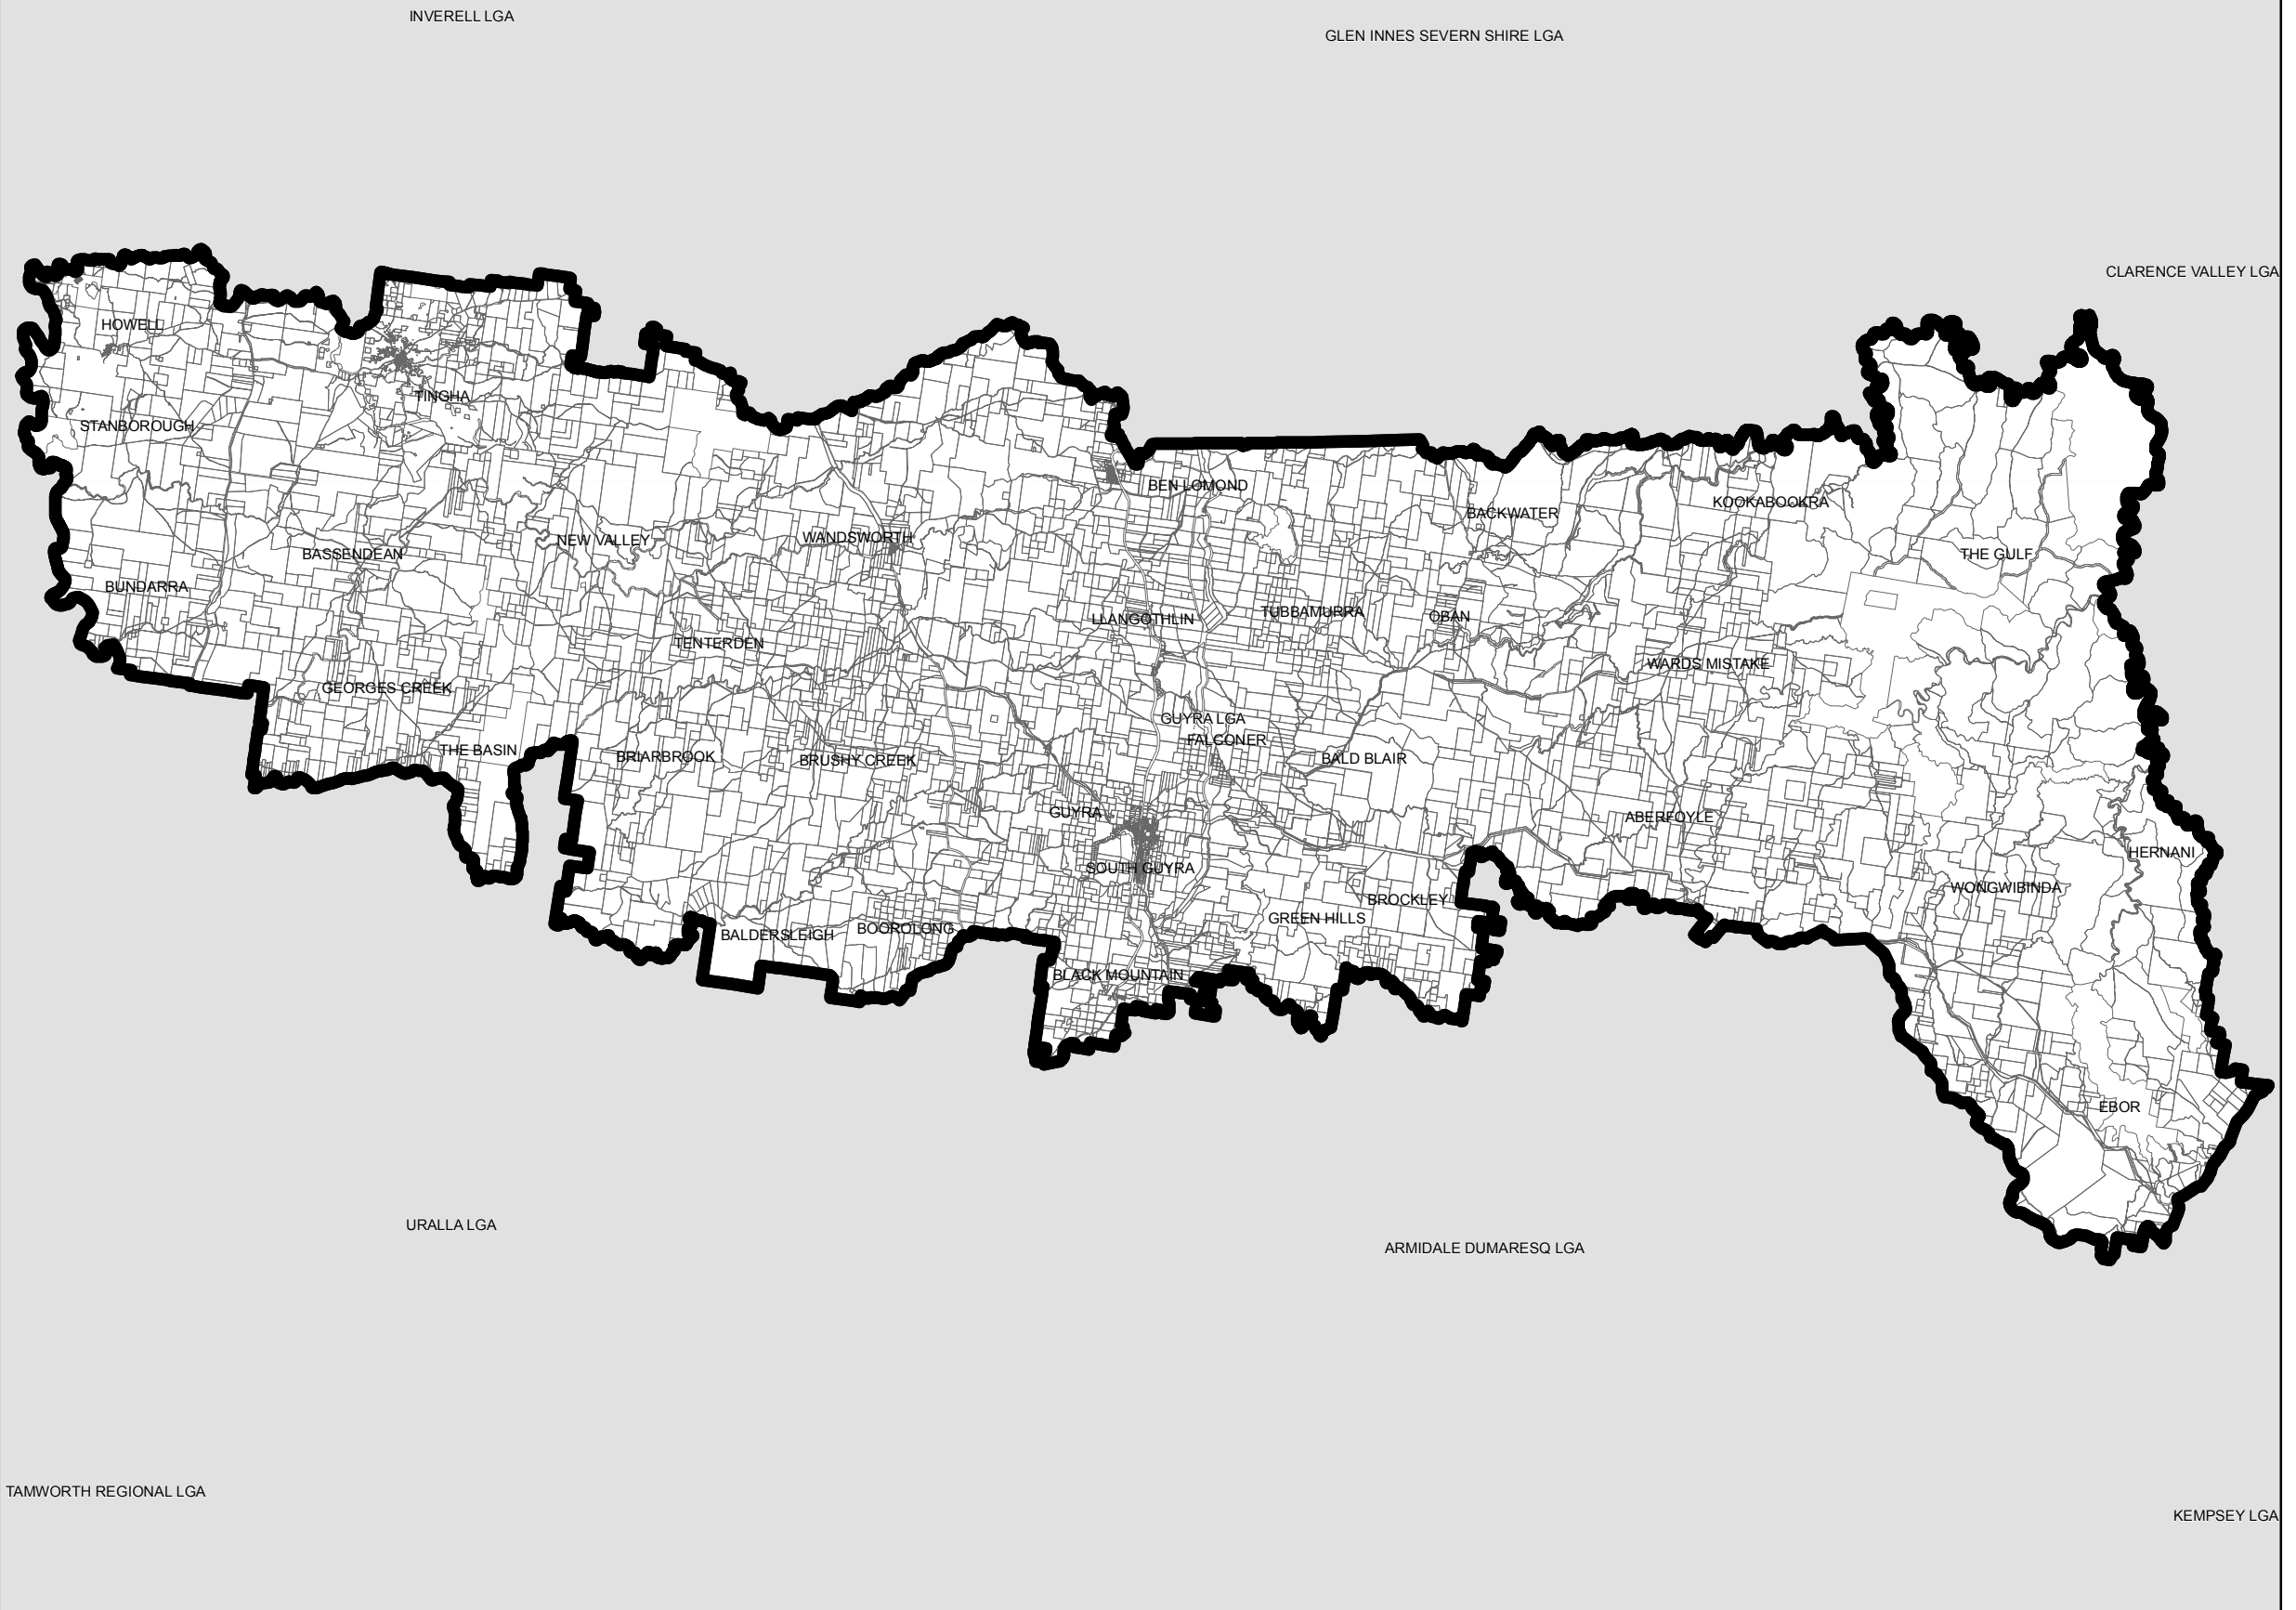 INVERELL LGA
GLEN INNES SEVERN SHIRE LGA
CLARENCE VALLEY LGA
HOWELL
TINGHA
STANBOROUGH
BEN LOMOND
KOOKABOOKRA
BACKWATER
WANDSWORTH
NEW VALLEY
BASSENDEAN
THE GULF
BUNDARRA
TUBBAMURRA
OBAN
LLANGOTHLIN
TENTERDEN
WARDS MISTAKE
GEORGES CREEK
GUYRA LGA
FALCONER
THE BASIN
BRIARBROOK
BALD BLAIR
BRUSHY CREEK
GUYRA
ABERFOYLE
HERNANI
SOUTH GUYRA
WONGWIBINDA
BROCKLEY
GREEN HILLS
BOOROLONG
BALDERSLEIGH
BLACK MOUNTAIN
EBOR
URALLA LGA
ARMIDALE DUMARESQ LGA
TAMWORTH REGIONAL LGA
KEMPSEY LGA